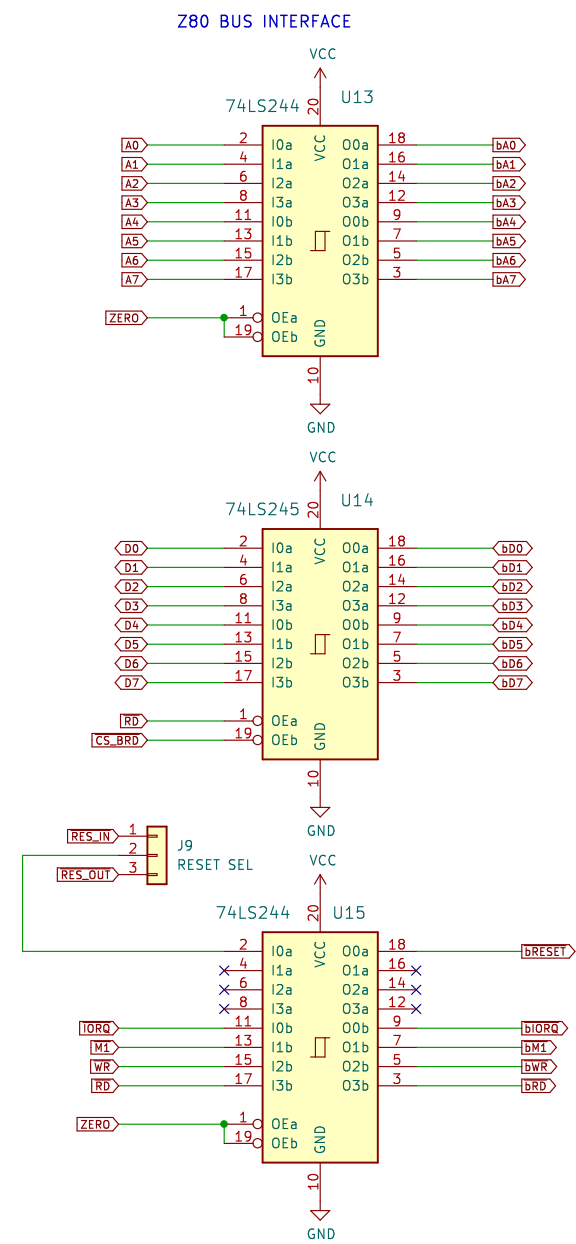 Z80 BUS INTERFACE
VCC
74LS244 U13
20
VCC
A0 2 I0a O0a 18 bA0
A1 4 I1a O1a 16 bA1
A2 6 I2a O2a 14 bA2
A3 8 I3a O3a 12 bA3
A4 11 I0b O0b 9 bA4
A5 13 I1b O1b 7 bA5
A6 15 I2b O2b 5 bA6
A7 17 I3b O3b 3 bA7
ZERO 1 OEa
19 OEb
GND
10
GND
VCC
74LS245 U14
20
VCC
D0 2 I0a O0a 18 bD0
D1 4 I1a O1a 16 bD1
D2 6 I2a O2a 14 bD2
D3 8 I3a O3a 12 bD3
D4 11 I0b O0b 9 bD4
D5 13 I1b O1b 7 bD5
D6 15 I2b O2b 5 bD6
D7 17 I3b O3b 3 bD7
RD 1 OEa
CS_BRD 19 OEb
GND
10
GND
RES_IN 1
2
RES_OUT 3
J9
RESET SEL
VCC
74LS244 U15
20
VCC
2 I0a O0a 18 bRESET
4 I1a O1a 16
6 I2a O2a 14
8 I3a O3a 12
IORQ 11 I0b O0b 9 bIORQ
M1 13 I1b O1b 7 bM1
WR 15 I2b O2b 5 bWR
RD 17 I3b O3b 3 bRD
ZERO 1 OEa
19 OEb
GND
10
GND